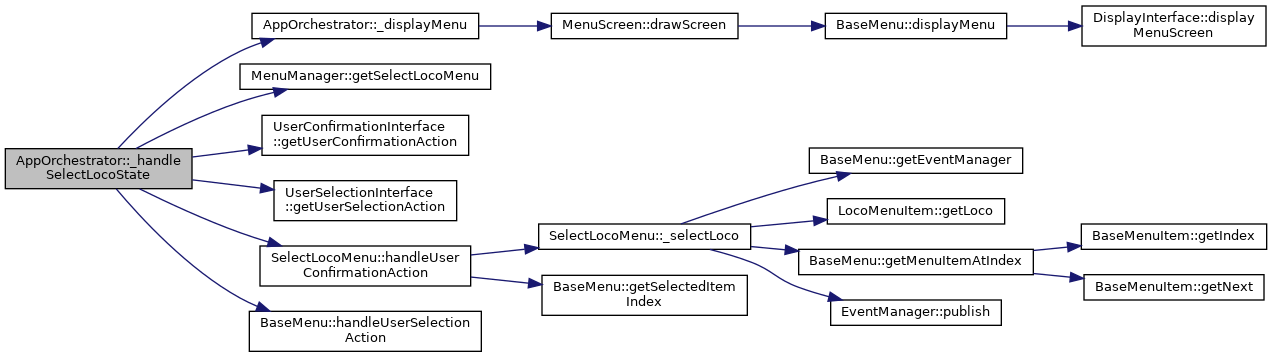 AppOrchestrator::_handle
SelectLocoState
AppOrchestrator::_displayMenu
MenuScreen::drawScreen
BaseMenu::displayMenu
DisplayInterface::display
MenuScreen
MenuManager::getSelectLocoMenu
UserConfirmationInterface
::getUserConfirmationAction
UserSelectionInterface
::getUserSelectionAction
SelectLocoMenu::handleUser
ConfirmationAction
SelectLocoMenu::_selectLoco
BaseMenu::getEventManager
LocoMenuItem::getLoco
BaseMenu::getMenuItemAtIndex
BaseMenuItem::getIndex
BaseMenuItem::getNext
EventManager::publish
BaseMenu::getSelectedItem
Index
BaseMenu::handleUserSelection
Action